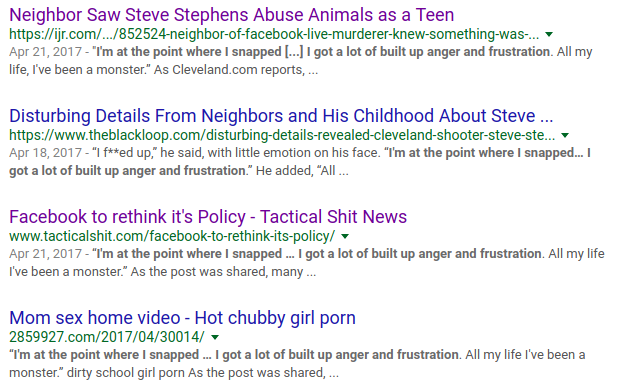 Neighbor Saw Steve Stephens Abuse Animals as a Teen
https://ijr.com/.../852524-neighbor-of-facebook-live-murderer-knew-something-was-...
Apr 21, 2017 - "I'm at the point where I snapped [...] I got a lot of built up anger and frustration. All my
life, I've been a monster.” As Cleveland.com reports, ...
Disturbing Details From Neighbors and His Childhood About Steve ...
https://www.theblackloop.com/disturbing-details-revealed-cleveland-shooter-steve-ste...
Apr 18, 2017 - “I f**ed up,” he said, with little emotion on his face. “I'm at the point where I snapped… I
got a lot of built up anger and frustration.” He added, “All ...
Facebook to rethink it's Policy - Tactical Shit News
www.tacticalshit.com/facebook-to-rethink-its-policy/
Apr 21, 2017 - “I'm at the point where I snapped … I got a lot of built up anger and frustration. All my life
I've been a monster.” As the post was shared, many ...
Mom sex home video - Hot chubby girl porn
2859927.com/2017/04/30014/
“I'm at the point where I snapped … I got a lot of built up anger and frustration. All my life I've been a
monster.” dirty school girl porn As the post was shared, ...